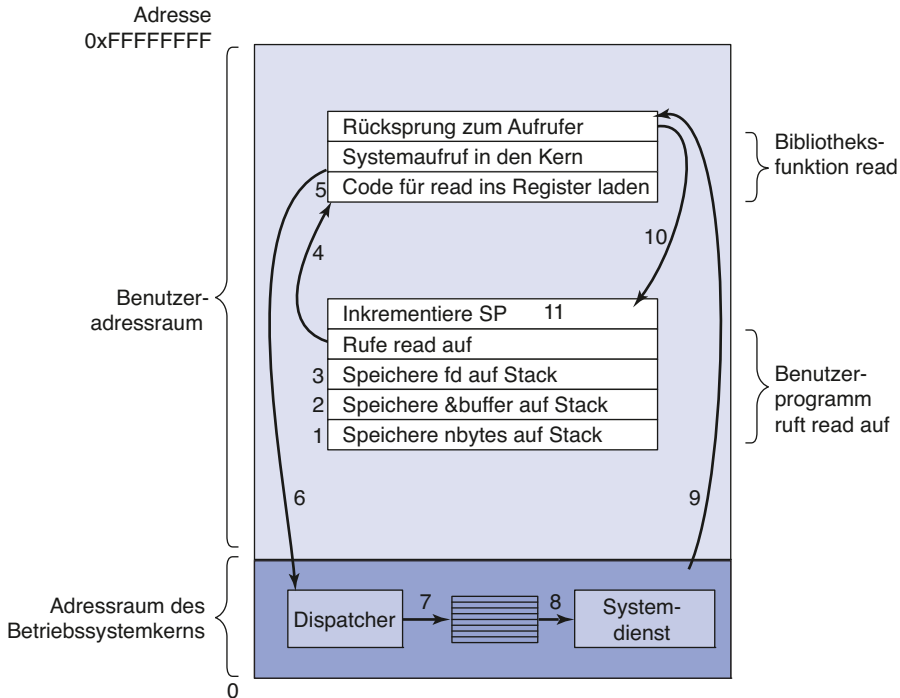 Adresse
0xFFFFFFFF
Rücksprung zum Aufrufer
Systemaufruf in den Kern
5 Code für read ins Register laden
Bibliotheks-
funktion read
4
10
Benutzer-
adressraum
Inkrementiere SP 11
Rufe read auf
3 Speichere fd auf Stack
2 Speichere &buffer auf Stack
1 Speichere nbytes auf Stack
Benutzer-
programm
ruft read auf
6
9
Adressraum des
Betriebssystemkerns
Dispatcher
7
8
System-
dienst
0